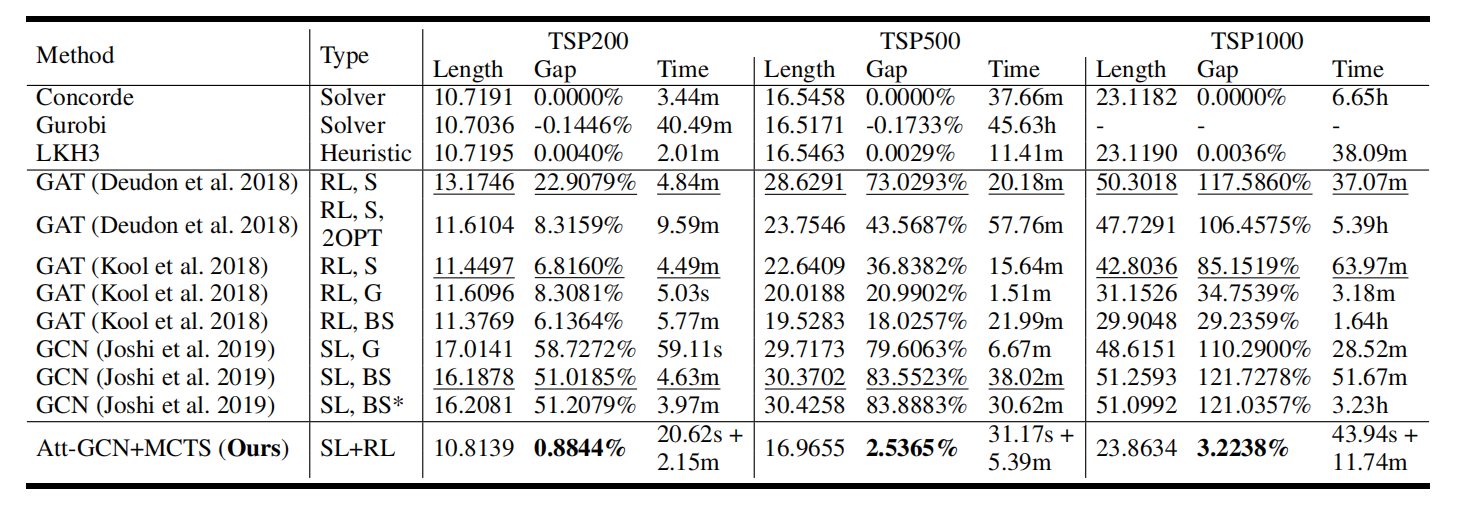 Method Type TSP200 TSP500 TSP1000
Length Gap Time Length Gap Time Length Gap Time
Concorde Solver 10.7191 0.0000% 3.44m 16.5458 0.0000% 37.66m 23.1182 0.0000% 6.65h
Gurobi Solver 10.7036 -0.1446% 40.49m 16.5171 -0.1733% 45.63h - - -
LKH3 Heuristic 10.7195 0.0040% 2.01m 16.5463 0.0029% 11.41m 23.1190 0.0036% 38.09m
GAT (Deudon et al. 2018) RL, S 13.1746 22.9079% 4.84m 28.6291 73.0293% 20.18m 50.3018 117.5860% 37.07m
GAT (Deudon et al. 2018) RL, S, 2OPT 11.6104 8.3159% 9.59m 23.7546 43.5687% 57.76m 47.7291 106.4575% 5.39h
GAT (Kool et al. 2018) RL, S 11.4497 6.8160% 4.49m 22.6409 36.8382% 15.64m 42.8036 85.1519% 63.97m
GAT (Kool et al. 2018) RL, G 11.6096 8.3081% 5.03s 20.0188 20.9902% 1.51m 31.1526 34.7539% 3.18m
GAT (Kool et al. 2018) RL, BS 11.3769 6.1364% 5.77m 19.5283 18.0257% 21.99m 29.9048 29.2359% 1.64h
GCN (Joshi et al. 2019) SL, G 17.0141 58.7272% 59.11s 29.7173 79.6063% 6.67m 48.6151 110.2900% 28.52m
GCN (Joshi et al. 2019) SL, BS 16.1878 51.0185% 4.63m 30.3702 83.5523% 38.02m 51.2593 121.7278% 51.67m
GCN (Joshi et al. 2019) SL, BS* 16.2081 51.2079% 3.97m 30.4258 83.8883% 30.62m 51.0992 121.0357% 3.23h
Att-GCN+MCTS (Ours) SL+RL 10.8139 0.8844% 20.62s + 2.15m 16.9655 2.5365% 31.17s + 5.39m 23.8634 3.2238% 43.94s + 11.74m